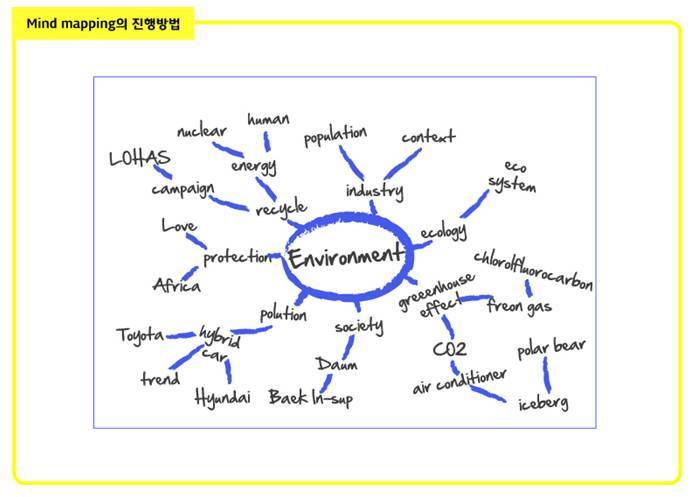 Mind mapping의 진행방법
human
nuclear
population
context
LOHAS
energy
eco
system
campaign
industry
recycle
Love
ecology
protection
Environment
chlorolfluorocarbon
Africa
greeenhouse
effect
freon gas
polution
society
Toyota
hybrid
car
CO2
polar bear
Daum
trend
air conditioner
Hyundai
Baek In-sup
iceberg